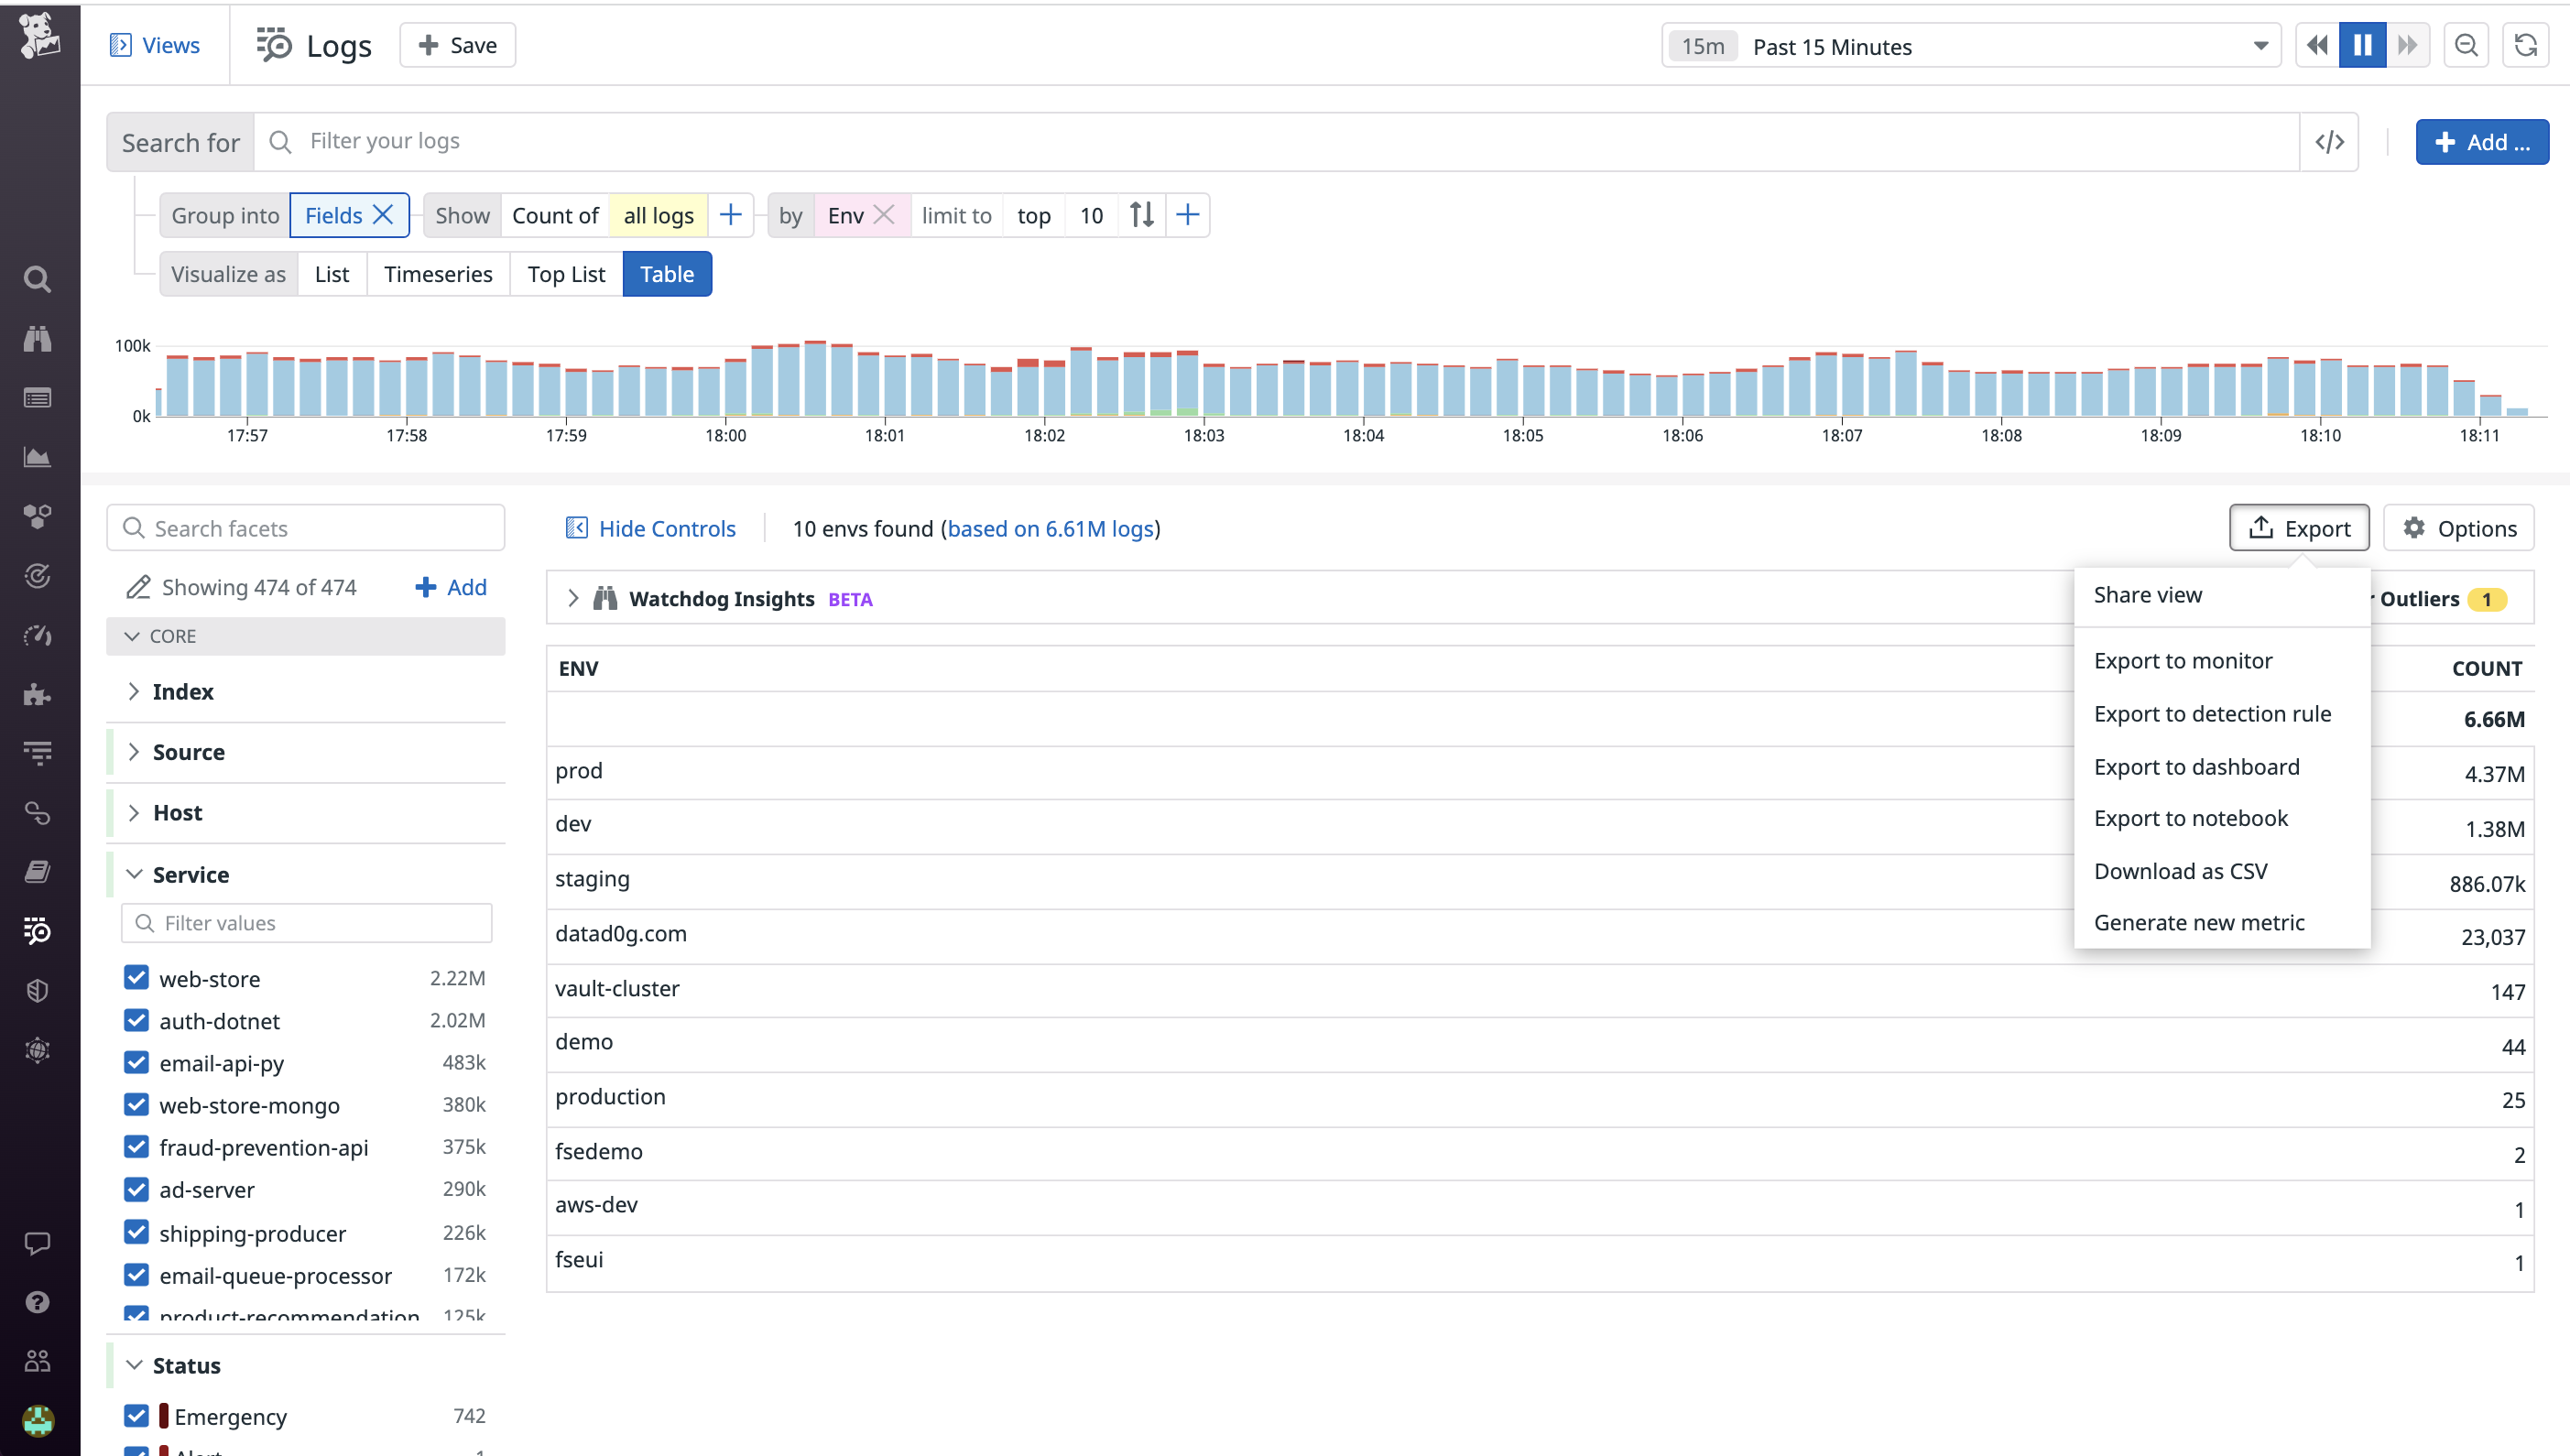 Views
Logs
Save
15m Past 15 Minutes
Search for Filter your logs
</>
Add ...
Group into Fields Show Count of all logs by Env limit to top 10
Visualize as List Timeseries Top List Table
100k
0k
17:57 17:58 17:59 18:00 18:01 18:02 18:03 18:04 18:05 18:06 18:07 18:08 18:09 18:10 18:11
Search facets
Showing 474 of 474 Add
CORE
Index
Source
Host
Service
Filter values
web-store 2.22M
auth-dotnet 2.02M
email-api-py 483k
web-store-mongo 380k
fraud-prevention-api 375k
ad-server 290k
shipping-producer 226k
email-queue-processor 172k
product-recommendation 125k
Status
Emergency 742
Alert 1
Hide Controls 10 envs found (based on 6.61M logs)
Export Options
Watchdog Insights BETA
Outliers 1
Share view
Export to monitor
Export to detection rule
Export to dashboard
Export to notebook
Download as CSV
Generate new metric
ENV COUNT
6.66M
prod 4.37M
dev 1.38M
staging 886.07k
datad0g.com 23,037
vault-cluster 147
demo 44
production 25
fsedemo 2
aws-dev 1
fseui 1